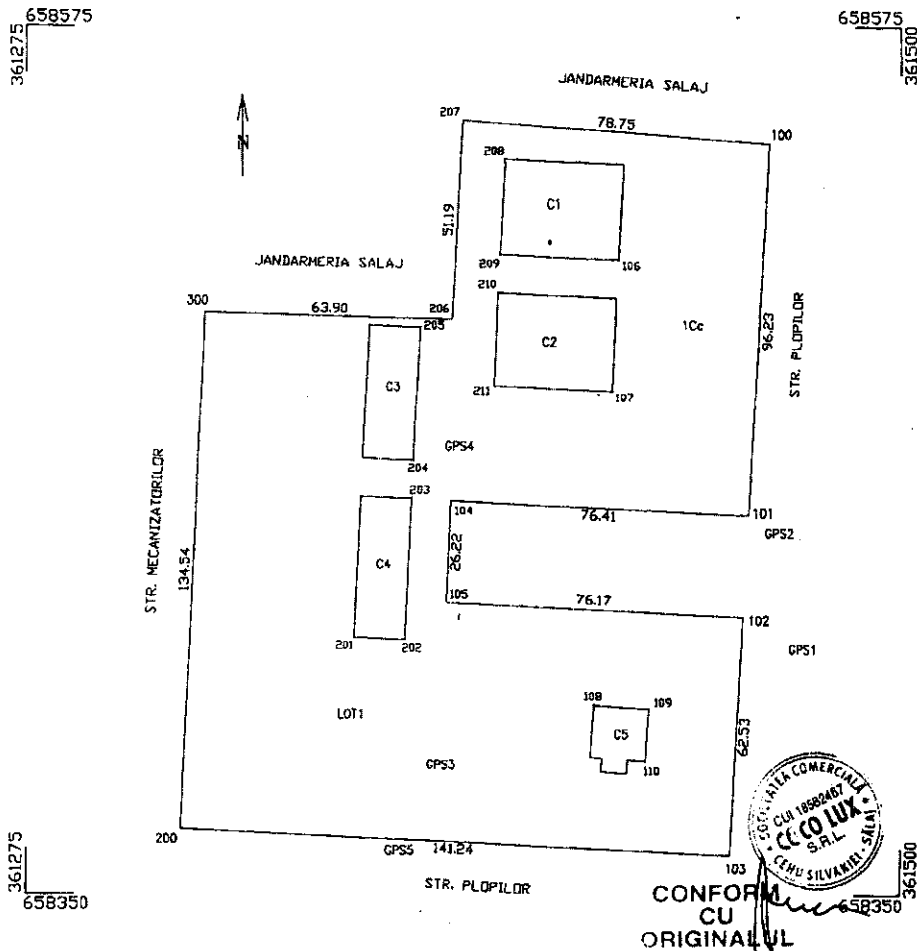 658575
658575
361275
361500
JANDARMERIA SALAJ
207
78.75
100
N
208
C1
51.19
JANDARMERIA SALAJ
209
106
210
300
63.90
206
205
1Cc
STR. PLOPILOR
96.23
C2
C3
211
107
GPS4
204
203
104
76.41
101
GPS2
STR. MECANIZATORILOR
134.54
26.22
C4
105
76.17
102
201
202
GPS1
108
109
LOT1
C5
62.53
GPS3
110
SOCIETATEA COMERCIALĂ
CUI 18582467
CECO LUX
S.R.L.
CEHU SILVANIEI - SĂLAJ
200
GPS5
141.24
103
361275
361500
STR. PLOPILOR
658350
658350
CONFORM
CU
ORIGINALUL